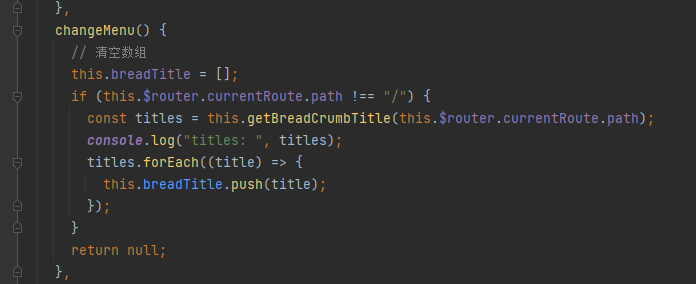 },
changeMenu() {
// 清空数组
this.breadTitle = [];
if (this.$router.currentRoute.path !== "/") {
const titles = this.getBreadCrumbTitle(this.$router.currentRoute.path);
console.log("titles: ", titles);
titles.forEach((title) => {
this.breadTitle.push(title);
});
}
return null;
},